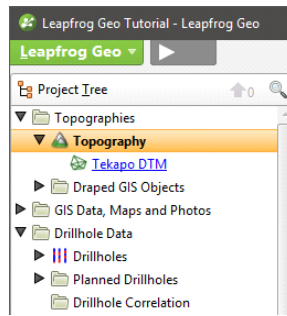 Leapfrog Geo Tutorial - Leapfrog Geo
Leapfrog Geo
Project Tree
0
Topographies
Topography
Tekapo DTM
Draped GIS Objects
GIS Data, Maps and Photos
Drillhole Data
Drillholes
Planned Drillholes
Drillhole Correlation